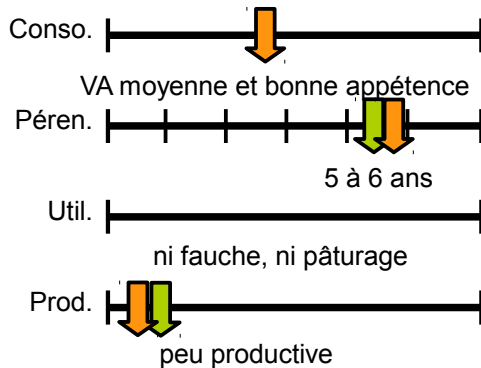 Conso.
VA moyenne et bonne appétence
Péren.
5 à 6 ans
Util.
ni fauche, ni pâturage
Prod.
peu productive